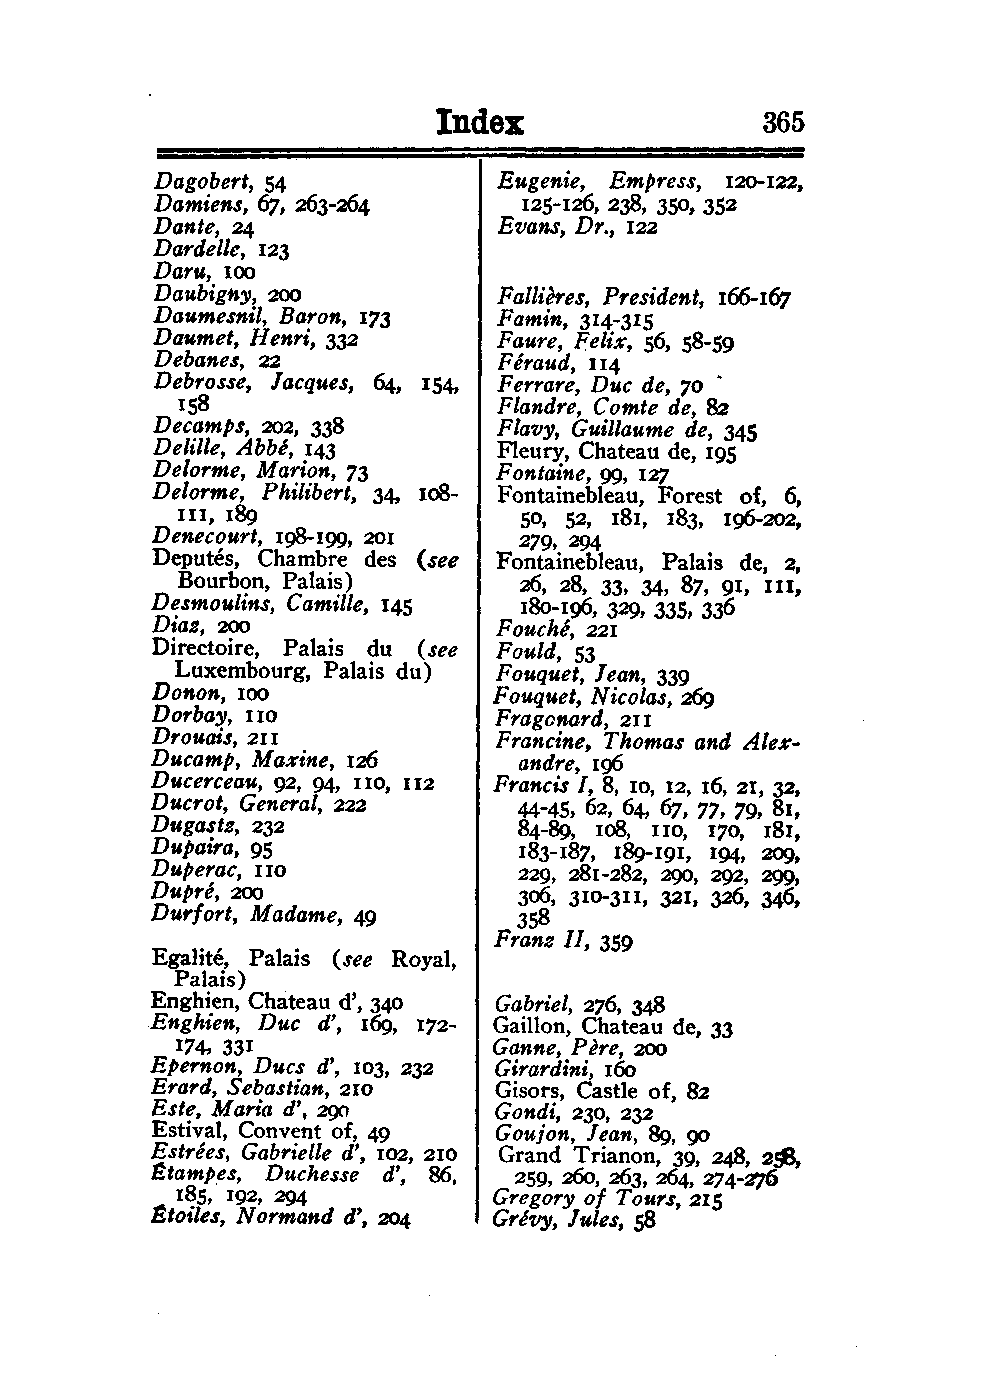 Index
365
Dagobert, 54
Damiens, 67, 263-264
Dante, 24
Dardelle, 123
Daru, 100
Daubigny, 200
Daumesnil, Baron, 173
Daumet, Henri, 332
Debanes, 22
Debrosse, Jacques, 64, 154,
158
Decamps, 202, 338
Delille, Abbé, 143
Delorme, Marion, 73
Delorme, Philibert, 34, 108-
111, 189
Denecourt, 198-199, 201
Deputés, Chambre des (see
Bourbon, Palais)
Desmoulins, Camille, 145
Diaz, 200
Directoire, Palais du (see
Luxembourg, Palais du)
Donon, 100
Dorbay, 110
Drouais, 211
Ducamp, Maxine, 126
Ducerceau, 92, 94, 110, 112
Ducrot, General, 222
Dugastz, 232
Dupaira, 95
Duperac, 110
Dupré, 200
Durfort, Madame, 49
Egalité, Palais (see Royal,
Palais)
Enghien, Chateau d', 340
Enghien, Duc d', 169, 172-
174, 331
Epernon, Ducs d', 103, 232
Erard, Sebastian, 210
Este, Maria d', 290
Estival, Convent of, 49
Estrées, Gabrielle d', 102, 210
Étampes, Duchesse d', 86,
185, 192, 294
Étoiles, Normand d', 204
Eugenie, Empress, 120-122,
125-126, 238, 350, 352
Evans, Dr., 122
Fallières, President, 166-167
Famin, 314-315
Faure, Felix, 56, 58-59
Féraud, 114
Ferrare, Duc de, 70
Flandre, Comte de, 82
Flavy, Guillaume de, 345
Fleury, Chateau de, 195
Fontaine, 99, 127
Fontainebleau, Forest of, 6,
50, 52, 181, 183, 196-202,
279, 294
Fontainebleau, Palais de, 2,
26, 28, 33, 34, 87, 91, 111,
180-196, 329, 335, 336
Fouché, 221
Fould, 53
Fouquet, Jean, 339
Fouquet, Nicolas, 269
Fragonard, 211
Francine, Thomas and Alex-
andre, 196
Francis I, 8, 10, 12, 16, 21, 32,
44-45, 62, 64, 67, 77, 79, 81,
84-89, 108, 110, 170, 181,
183-187, 189-191, 194, 209,
229, 281-282, 290, 292, 299,
306, 310-311, 321, 326, 346,
358
Franz II, 359
Gabriel, 276, 348
Gaillon, Chateau de, 33
Ganne, Père, 200
Girardini, 160
Gisors, Castle of, 82
Gondi, 230, 232
Goujon, Jean, 89, 90
Grand Trianon, 39, 248, 258,
259, 260, 263, 264, 274-276
Gregory of Tours, 215
Grévy, Jules, 58